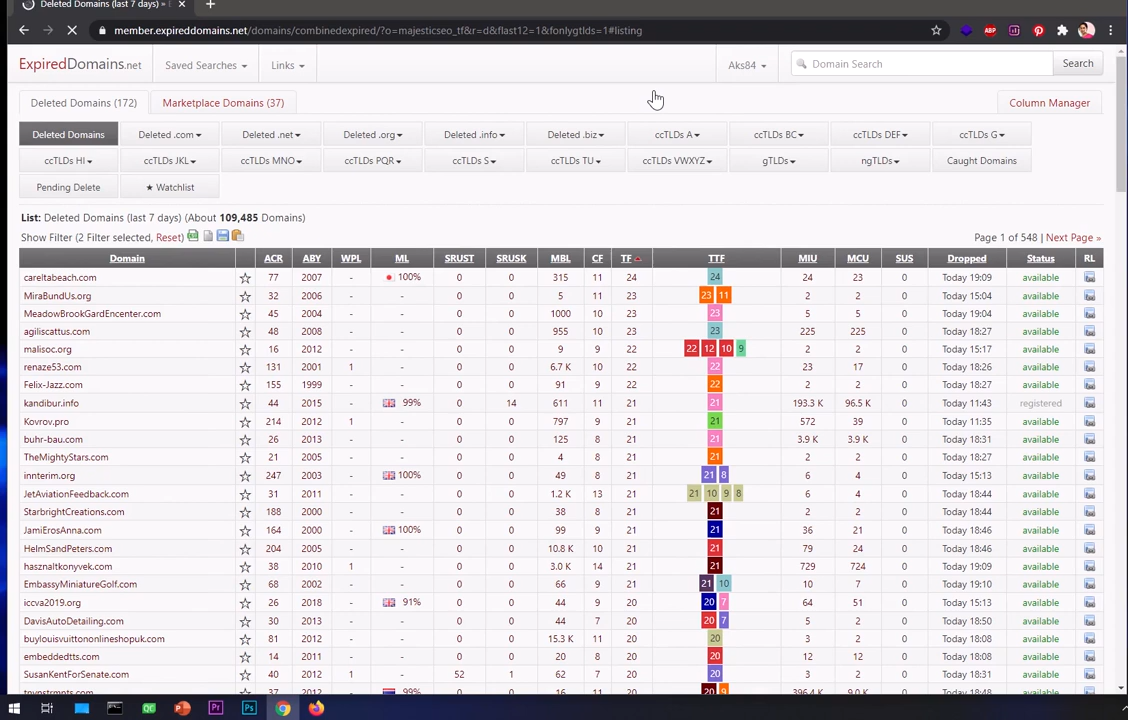 Deleted Domains (last 7 days) »
member.expireddomains.net/domains/combinedexpired/?o=majesticseo_tf&r=d&flast12=1&fonlygtlds=1#listing
ABP
ExpiredDomains.net Saved Searches Links Aks84 Domain Search Search
Deleted Domains (172) Marketplace Domains (37) Column Manager
Deleted Domains Deleted .com Deleted .net Deleted .org Deleted .info Deleted .biz ccTLDs A ccTLDs BC ccTLDs DEF ccTLDs G
ccTLDs HI ccTLDs JKL ccTLDs MNO ccTLDs PQR ccTLDs S ccTLDs TU ccTLDs VWXYZ gTLDs ngTLDs Caught Domains
Pending Delete ★ Watchlist
List: Deleted Domains (last 7 days) (About 109,485 Domains)
Show Filter (2 Filter selected, Reset) Page 1 of 548 | Next Page »
Domain ACR ABY WPL ML SRUST SRUSK MBL CF TF TTF MIU MCU SUS Dropped Status RL
careltabeach.com 77 2007 - 100% 0 0 315 11 24 24 24 23 0 Today 19:09 available
MiraBundUs.org 32 2006 - - 0 0 5 11 23 23 11 2 2 0 Today 15:04 available
MeadowBrookGardEncenter.com 45 2004 - - 0 0 1000 10 23 23 5 5 0 Today 19:04 available
agiliscattus.com 48 2008 - - 0 0 955 10 23 23 225 225 0 Today 18:27 available
malisoc.org 16 2012 - - 0 0 9 9 22 22 12 10 9 2 2 0 Today 15:17 available
renaze53.com 131 2001 1 - 0 0 6.7 K 10 22 22 23 17 0 Today 18:26 available
Felix-Jazz.com 155 1999 - - 0 0 91 9 22 22 2 2 0 Today 18:27 available
kandibur.info 44 2015 - 99% 0 14 611 11 21 21 193.3 K 96.5 K 0 Today 11:43 registered
Kovrov.pro 214 2012 1 - 0 0 797 9 21 21 572 39 0 Today 11:35 available
buhr-bau.com 26 2013 - - 0 0 125 8 21 21 3.9 K 3.9 K 0 Today 18:31 available
TheMightyStars.com 21 2005 - - 0 0 4 8 21 21 2 2 0 Today 18:27 available
innterim.org 247 2003 - 100% 0 0 49 8 21 21 8 6 4 0 Today 15:13 available
JetAviationFeedback.com 31 2011 - - 0 0 1.2 K 13 21 21 10 9 8 6 4 0 Today 18:44 available
StarbrightCreations.com 188 2000 - - 0 0 38 8 21 21 2 2 0 Today 18:44 available
JamiErosAnna.com 164 2000 - 100% 0 0 99 9 21 21 36 21 0 Today 18:46 available
HelmSandPeters.com 204 2005 - - 0 0 10.8 K 10 21 21 79 24 0 Today 18:46 available
hasznaltkonyvek.com 38 2010 1 - 0 0 3.0 K 14 21 21 729 724 0 Today 19:09 available
EmbassyMiniatureGolf.com 68 2002 - - 0 0 66 9 21 21 10 10 7 0 Today 19:10 available
iccva2019.org 26 2018 - 91% 0 0 44 9 20 20 7 64 51 0 Today 15:13 available
DavisAutoDetailing.com 30 2013 - - 0 0 44 7 20 20 7 5 2 0 Today 18:50 available
buylouisvuittononlineshopuk.com 81 2012 - - 0 0 15.3 K 11 20 20 3 2 0 Today 18:08 available
embeddedtts.com 14 2011 - - 0 0 20 8 20 20 12 12 0 Today 18:08 available
SusanKentForSenate.com 40 2012 1 - 52 1 62 7 20 20 3 2 0 Today 18:31 available
37 2012 - 99% 0 0 16 11 20 20 9 396.4 K 9.0 K 0 Today 18:48 available